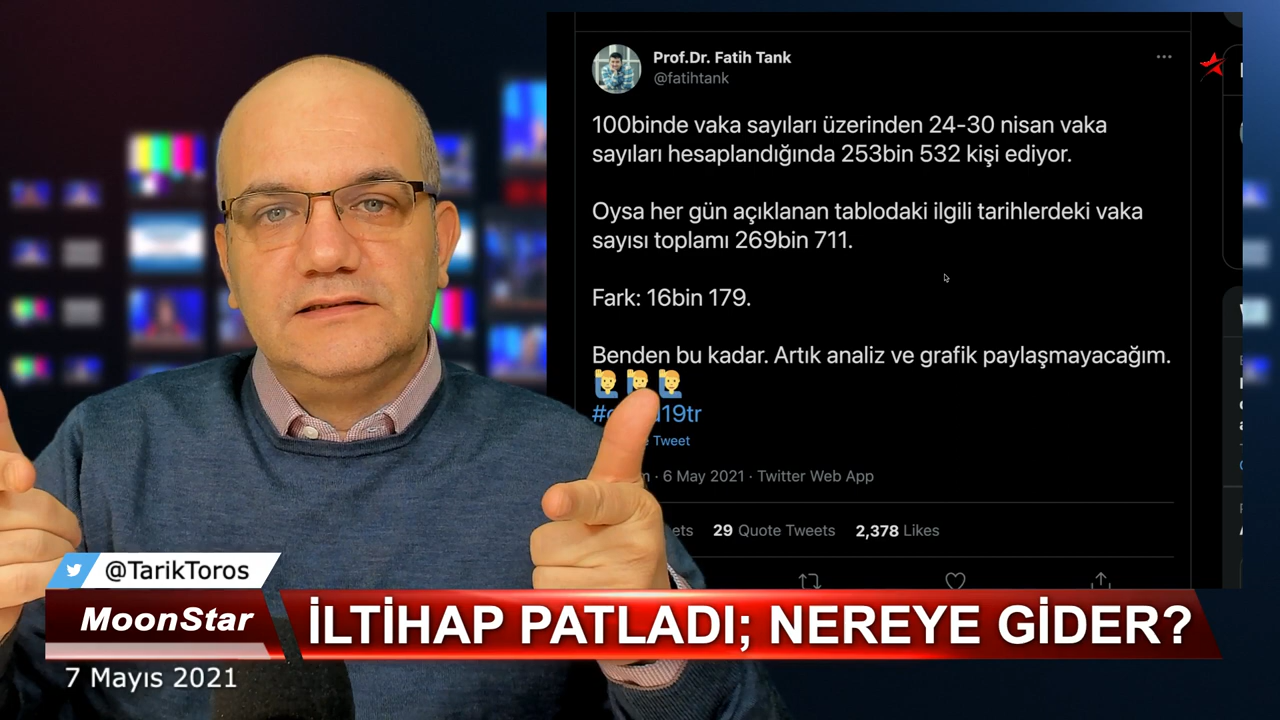 Prof.Dr. Fatih Tank
@fatihtank
100binde vaka sayıları üzerinden 24-30 nisan vaka
sayıları hesaplandığında 253bin 532 kişi ediyor.
Oysa her gün açıklanan tablodaki ilgili tarihlerdeki vaka
sayısı toplamı 269bin 711.
Fark: 16bin 179.
Benden bu kadar. Artık analiz ve grafik paylaşmayacağım.
Tweet
· 6 May 2021 · Twitter Web App
29 Quote Tweets 2,378 Likes
@TarikToros
MoonStar
İLTİHAP PATLADI; NEREYE GİDER?
7 Mayıs 2021